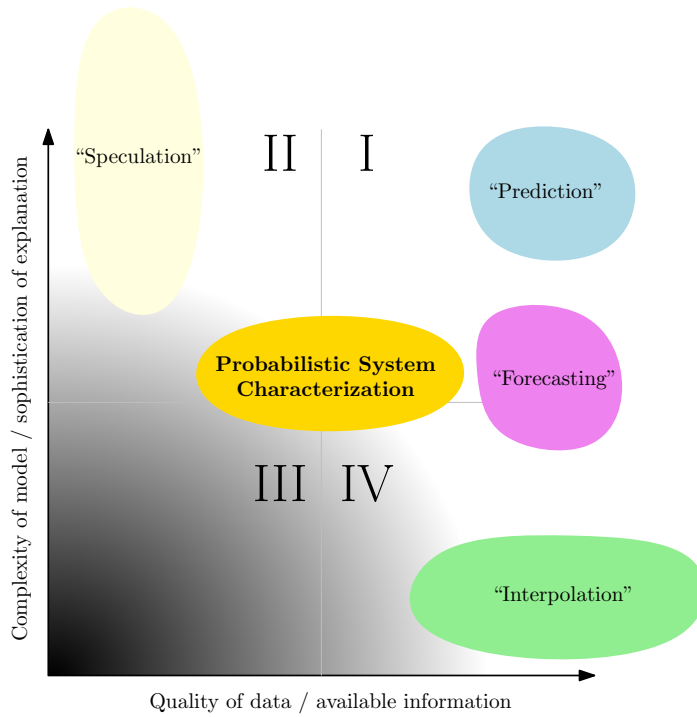 II
I
“Speculation”
“Prediction”
Probabilistic System
Characterization
“Forecasting”
III
IV
“Interpolation”
Complexity of model / sophistication of explanation
Quality of data / available information